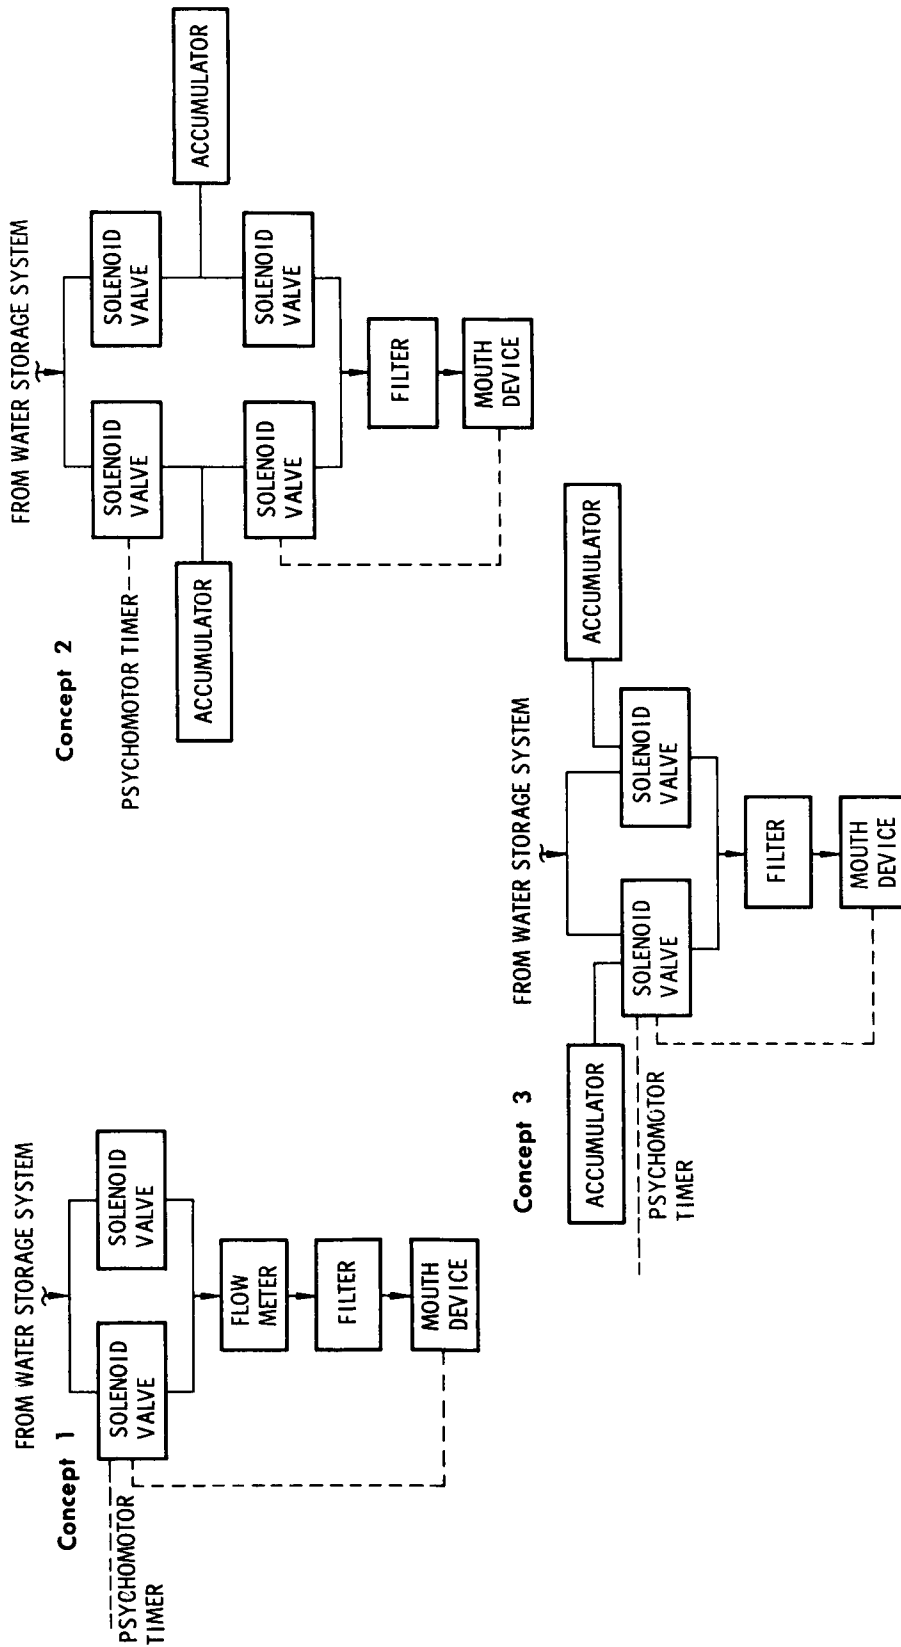 Concept 1
FROM WATER STORAGE SYSTEM
PSYCHOMOTOR
TIMER
SOLENOID
VALVE
SOLENOID
VALVE
FLOW
METER
FILTER
MOUTH
DEVICE
Concept 2
FROM WATER STORAGE SYSTEM
PSYCHOMOTOR TIMER
SOLENOID
VALVE
SOLENOID
VALVE
ACCUMULATOR
ACCUMULATOR
SOLENOID
VALVE
SOLENOID
VALVE
FILTER
MOUTH
DEVICE
Concept 3
FROM WATER STORAGE SYSTEM
ACCUMULATOR
ACCUMULATOR
PSYCHOMOTOR
TIMER
SOLENOID
VALVE
SOLENOID
VALVE
FILTER
MOUTH
DEVICE